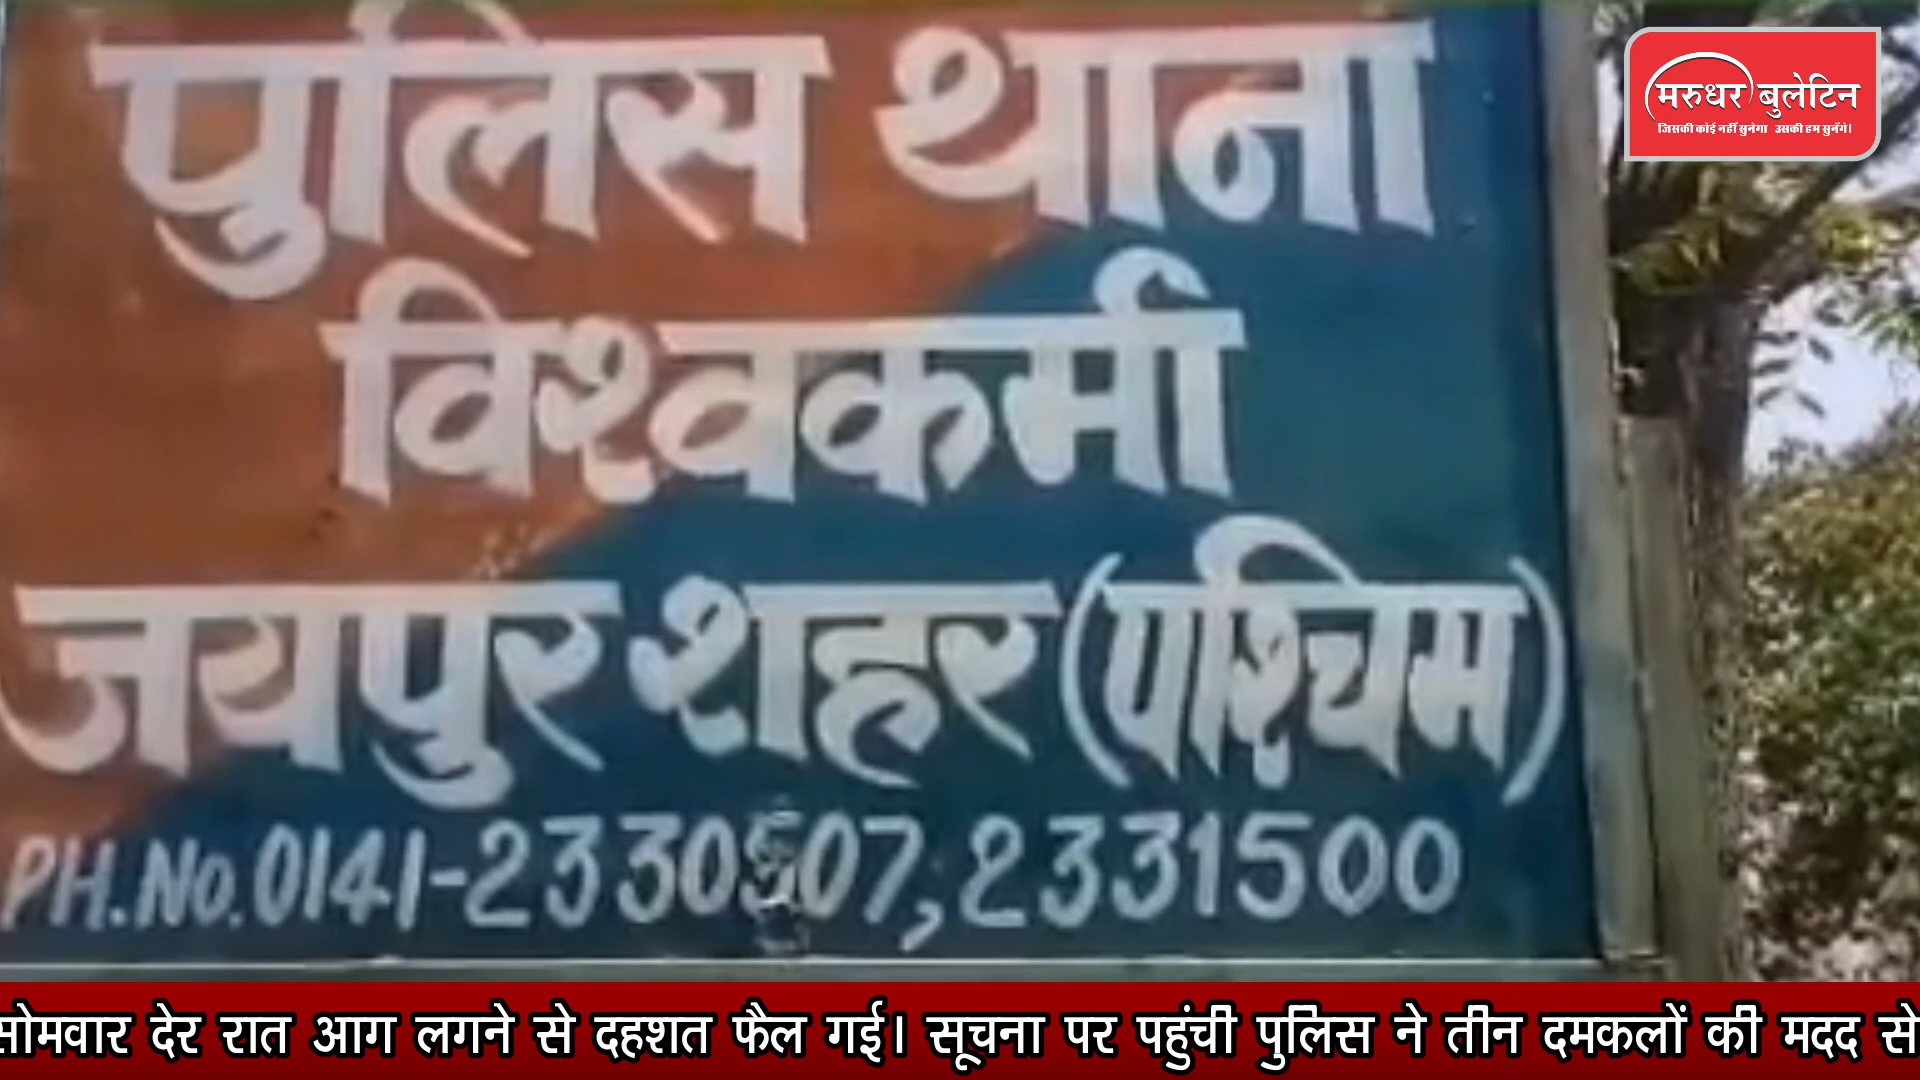 पुलिस थाना
विश्वकर्मा
जयपुर शहर (पश्चिम)
PH.No.0141-2330507,2331500
मरुधर बुलेटिन
जिसकी कोई नहीं सुनेगा उसकी हम सुनेंगे।
सोमवार देर रात आग लगने से दहशत फैल गई। सूचना पर पहुंची पुलिस ने तीन दमकलों की मदद से